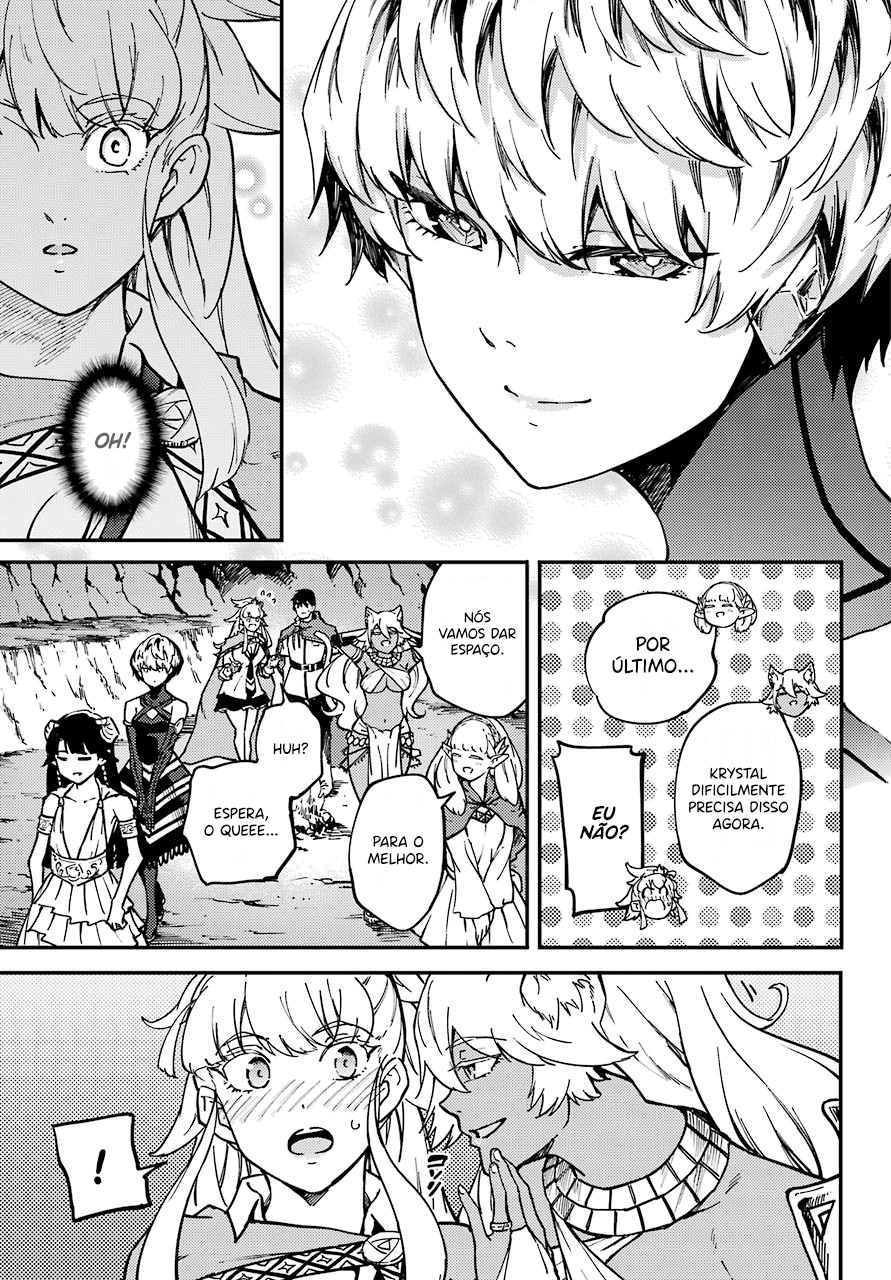 OH!
POR
ÚLTIMO...
KRYSTAL
DIFICILMENTE
PRECISA DISSO
AGORA.
EU
NÃO?
NÓS
VAMOS DAR
ESPAÇO.
PARA O
MELHOR.
HUH?
ESPERA,
O QUEEE...
!